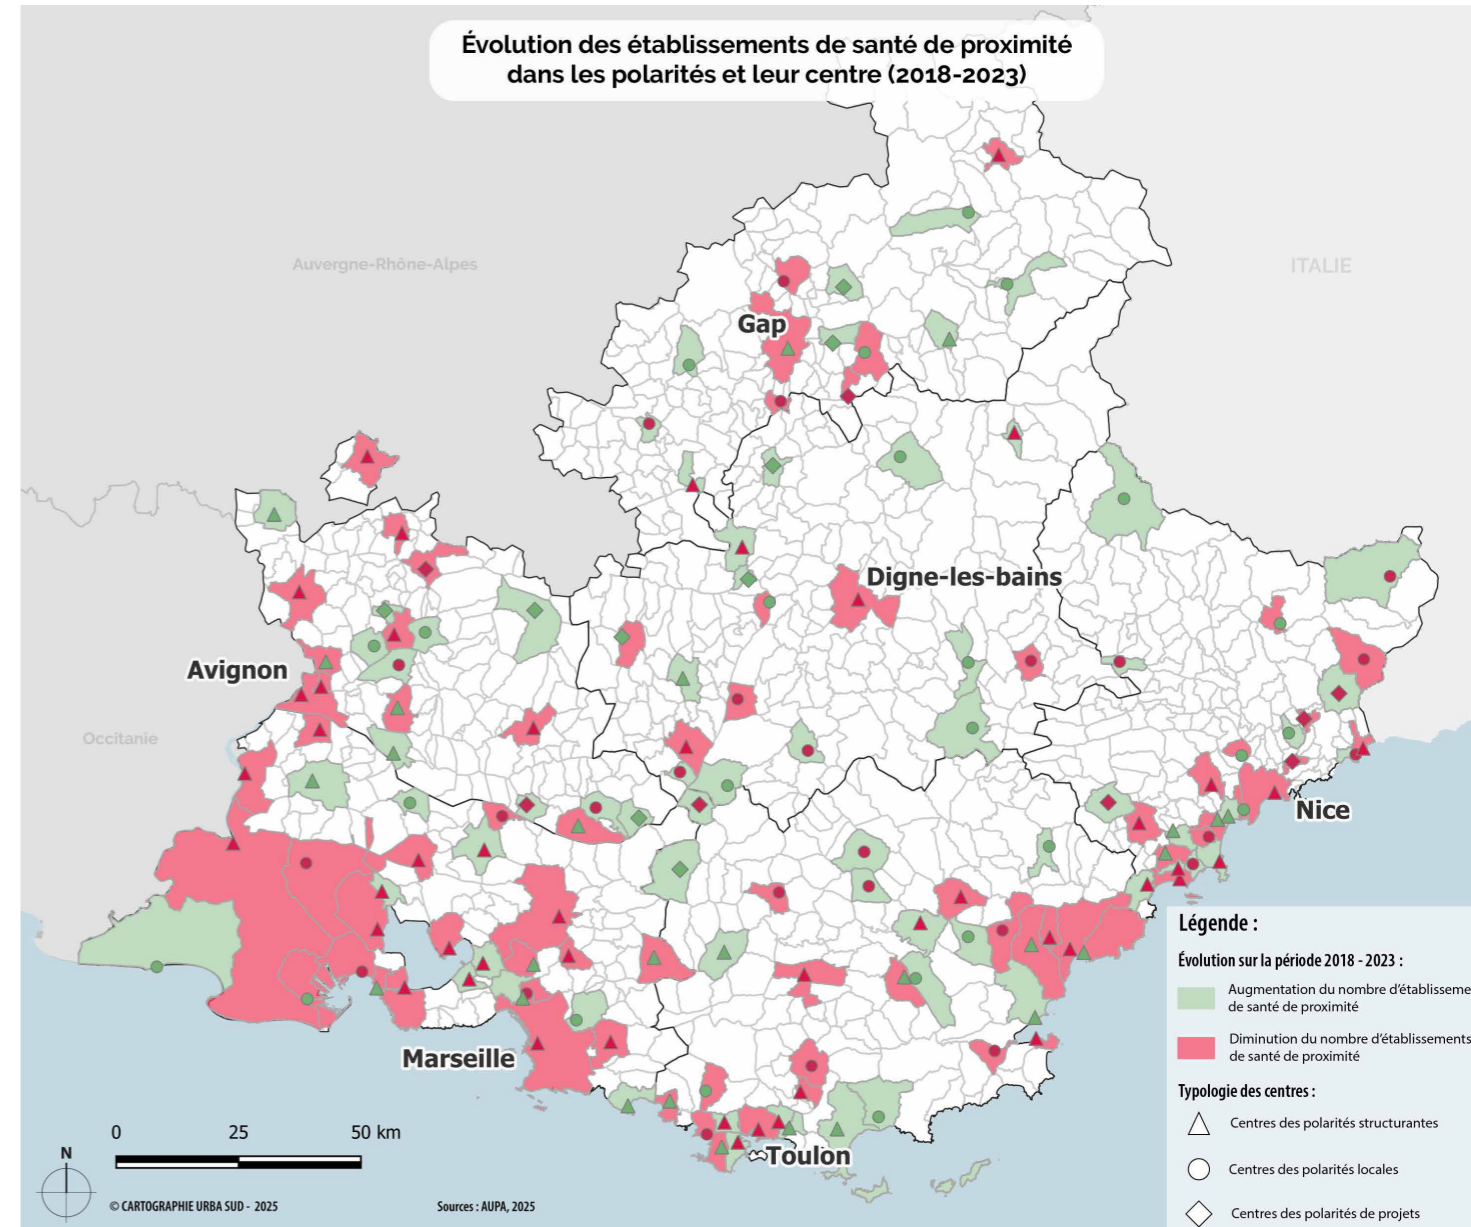 Évolution des établissements de santé de proximité
dans les polarités et leur centre (2018-2023)
Auvergne-Rhône-Alpes
ITALIE
Gap
Digne-les-bains
Avignon
Occitanie
Nice
Marseille
Toulon
Légende :
Évolution sur la période 2018 - 2023 :
Augmentation du nombre d'établisseme
de santé de proximité
Diminution du nombre d'établissements
de santé de proximité
Typologie des centres :
Centres des polarités structurantes
Centres des polarités locales
Centres des polarités de projets
0 25 50 km
N
© CARTOGRAPHIE URBA SUD - 2025
Sources : AUPA, 2025